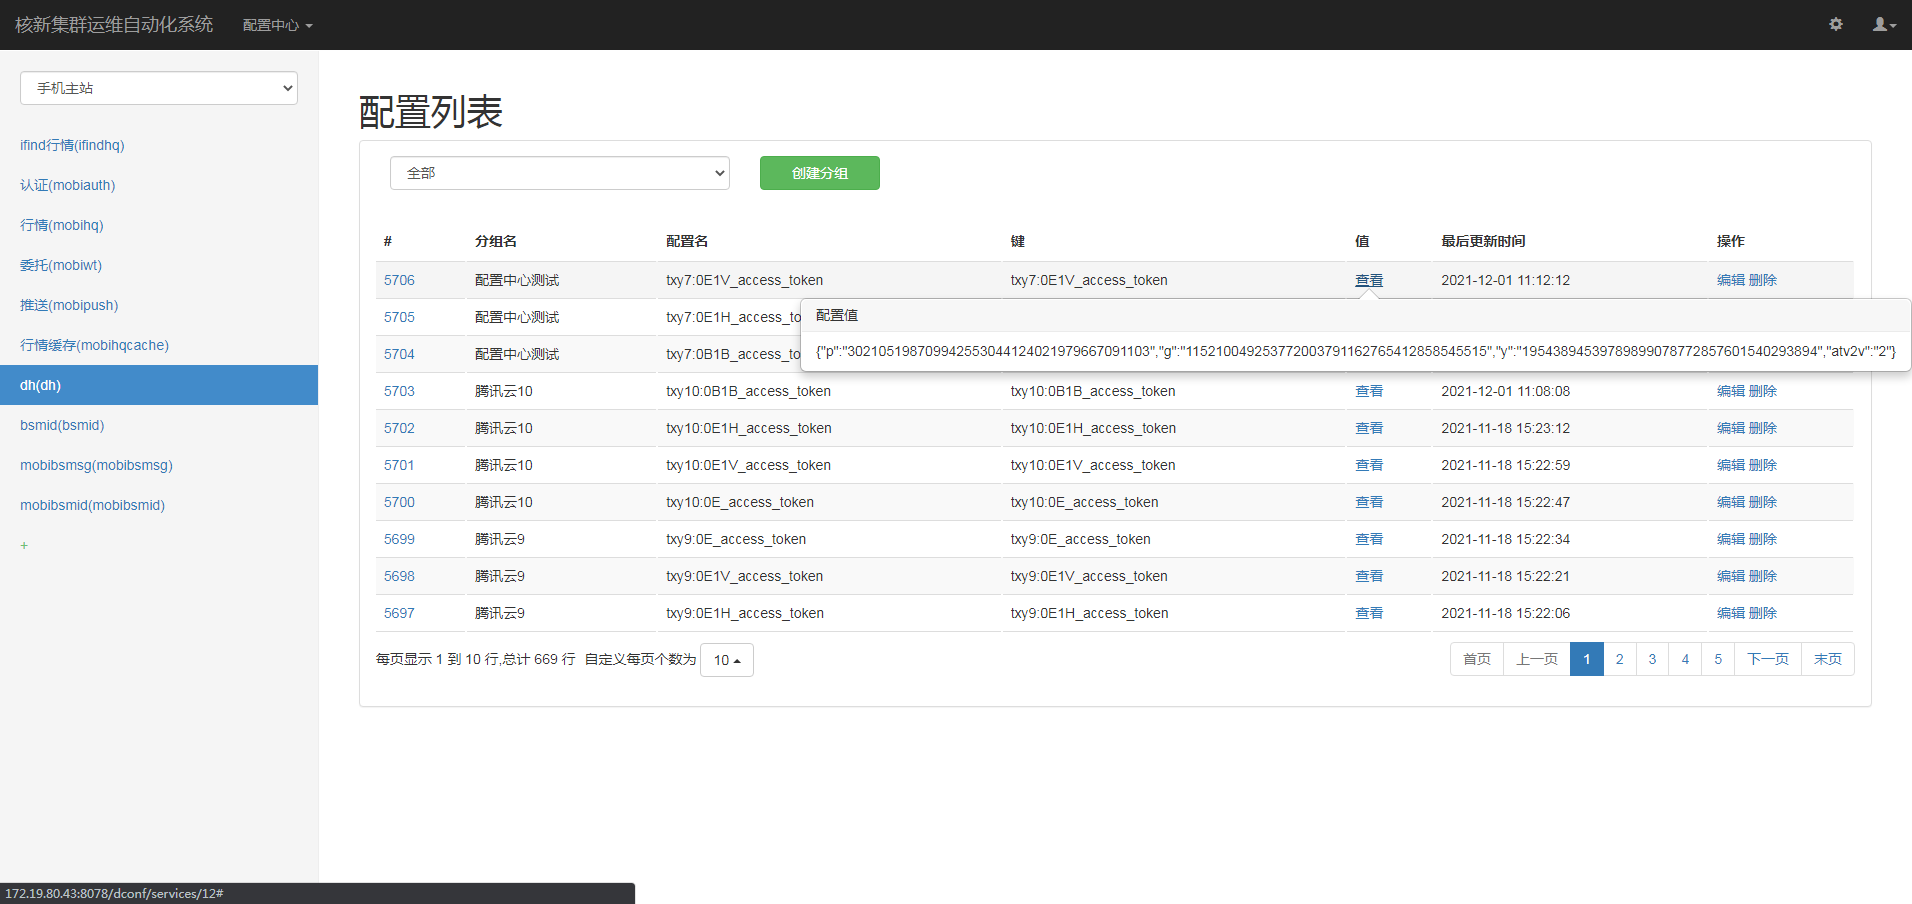 核新集群运维自动化系统 配置中心
手机主站
ifind行情(ifindhq)
认证(mobiauth)
行情(mobihq)
委托(mobiwt)
推送(mobipush)
行情缓存(mobihqcache)
dh(dh)
bsmid(bsmid)
mobibsmsg(mobibsmsg)
mobibsmid(mobibsmid)
+
配置列表
全部 创建分组
# 分组名 配置名 键 值 最后更新时间 操作
5706 配置中心测试 txy7:0E1V_access_token txy7:0E1V_access_token 查看 2021-12-01 11:12:12 编辑 删除
5705 配置中心测试 txy7:0E1H_access_to
配置值
5704 配置中心测试 txy7:0B1B_access_to
{"p":"302105198709942553044124021979667091103","g":"115210049253772003791162765412858545515","y":"195438945397898990787728576015402938​94","atv2v":"2"}
5703 腾讯云10 txy10:0B1B_access_token txy10:0B1B_access_token 查看 2021-12-01 11:08:08 编辑 删除
5702 腾讯云10 txy10:0E1H_access_token txy10:0E1H_access_token 查看 2021-11-18 15:23:12 编辑 删除
5701 腾讯云10 txy10:0E1V_access_token txy10:0E1V_access_token 查看 2021-11-18 15:22:59 编辑 删除
5700 腾讯云10 txy10:0E_access_token txy10:0E_access_token 查看 2021-11-18 15:22:47 编辑 删除
5699 腾讯云9 txy9:0E_access_token txy9:0E_access_token 查看 2021-11-18 15:22:34 编辑 删除
5698 腾讯云9 txy9:0E1V_access_token txy9:0E1V_access_token 查看 2021-11-18 15:22:21 编辑 删除
5697 腾讯云9 txy9:0E1H_access_token txy9:0E1H_access_token 查看 2021-11-18 15:22:06 编辑 删除
每页显示 1 到 10 行,总计 669 行 自定义每页个数为 10 首页 上一页 1 2 3 4 5 下一页 末页
172.19.80.43:8078/dconf/services/12#